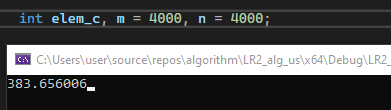 int elem_c, m = 4000, n = 4000;
C:\Users\user\source\repos\algorithm\LR2_alg_us\x64\Debug\LR2_
383.656006